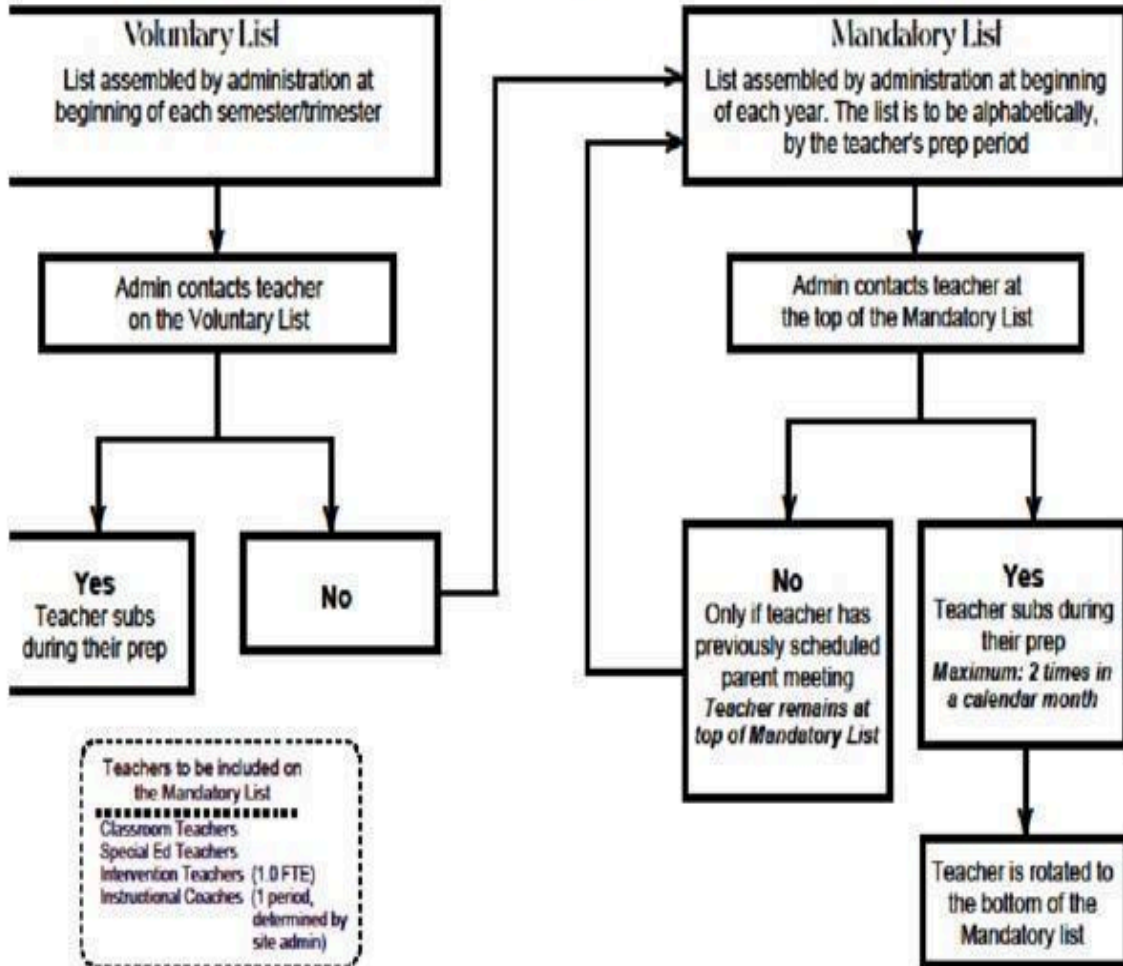 Voluntary List
List assembled by administration at
beginning of each semester/trimester
Admin contacts teacher
on the Voluntary List
Yes
Teacher subs
during their prep
No
Mandatory List
List assembled by administration at beginning
of each year. The list is to be alphabetically,
by the teacher's prep period
Admin contacts teacher at
the top of the Mandatory List
No
Only if teacher has
previously scheduled
parent meeting
Teacher remains at
top of Mandatory List
Yes
Teacher subs during
their prep
Maximum: 2 times in
a calendar month
Teacher is rotated to
the bottom of the
Mandatory list
Teachers to be included on
the Mandatory List
Classroom Teachers
Special Ed Teachers
Intervention Teachers (1.0 FTE)
Instructional Coaches (1 period,
determined by
site admin)